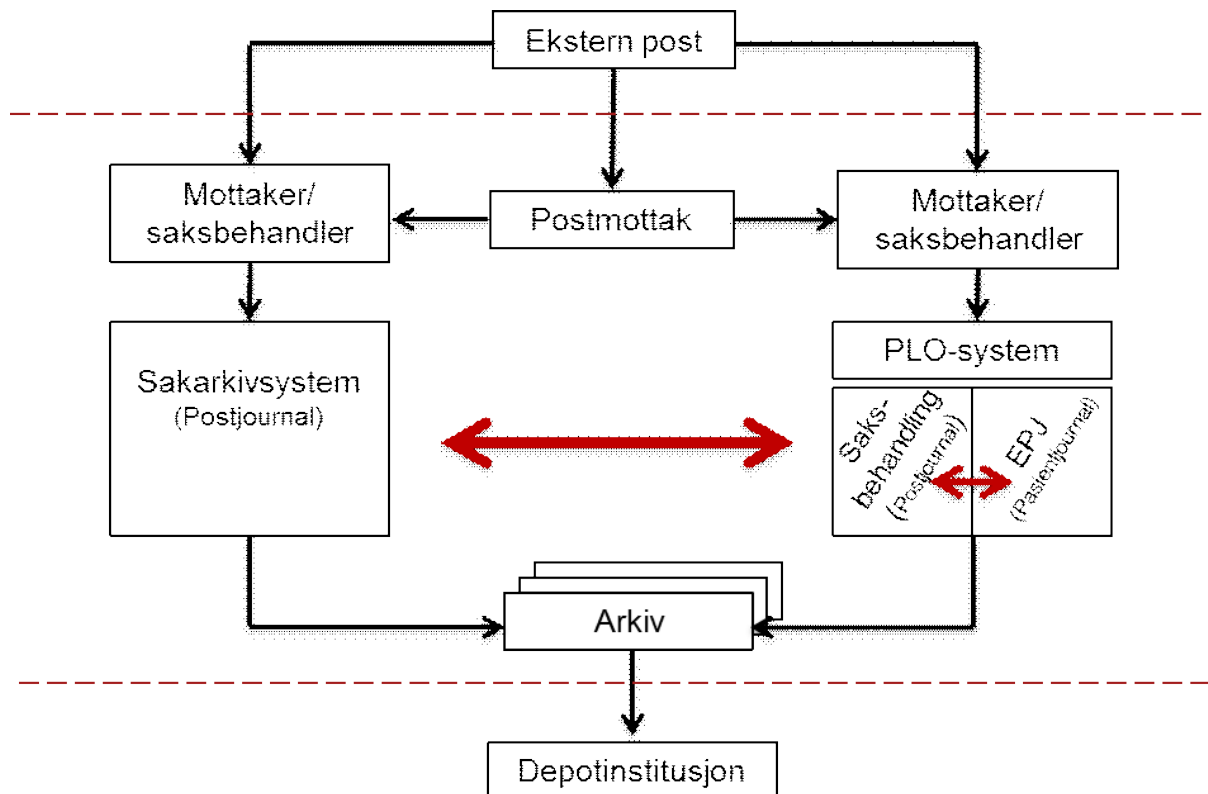 Ekstern post
Mottaker/
saksbehandler
Postmottak
Mottaker/
saksbehandler
Sakarkivsystem
(Postjournal)
PLO-system
Saks-
behandling
(Postjournal)
EPJ
(Pasientjournal)
Arkiv
Depotinstitusjon